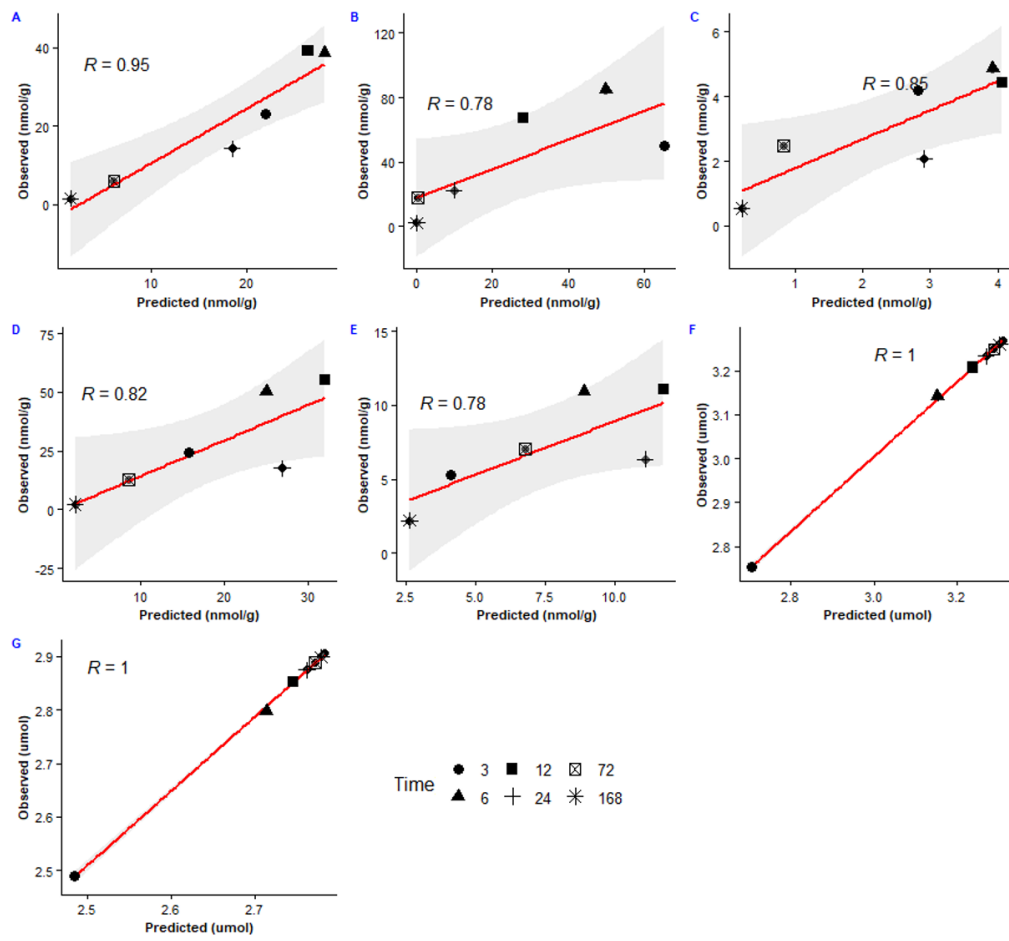 A
R = 0.95
Observed (nmol/g)
40
20
0
10
20
Predicted (nmol/g)
B
R = 0.78
Observed (nmol/g)
120
80
40
0
0
20
40
60
Predicted (nmol/g)
C
R = 0.85
Observed (nmol/g)
6
4
2
0
1
2
3
4
Predicted (nmol/g)
D
R = 0.82
Observed (nmol/g)
75
50
25
0
-25
10
20
30
Predicted (nmol/g)
E
R = 0.78
Observed (nmol/g)
15
10
5
0
2.5
5.0
7.5
10.0
Predicted (nmol/g)
F
R = 1
Observed (umol)
3.2
3.1
3.0
2.9
2.8
2.8
3.0
3.2
Predicted (umol)
G
R = 1
Observed (umol)
2.9
2.8
2.7
2.6
2.5
2.5
2.6
2.7
Predicted (umol)
Time
3 12 72
6 24 168